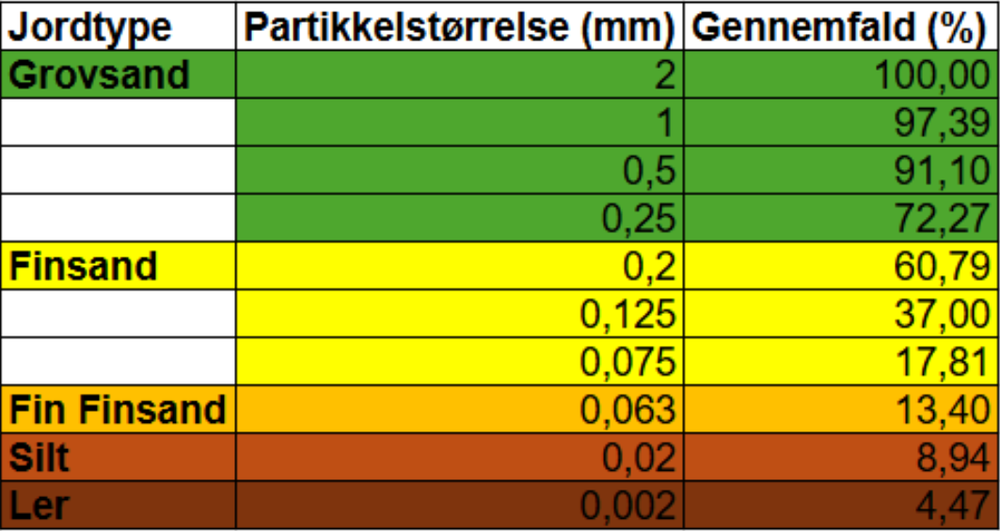 Jordtype Partikkelstørrelse (mm) Gennemfald (%)
Grovsand 2 100,00
1 97,39
0,5 91,10
0,25 72,27
Finsand 0,2 60,79
0,125 37,00
0,075 17,81
Fin Finsand 0,063 13,40
Silt 0,02 8,94
Ler 0,002 4,47